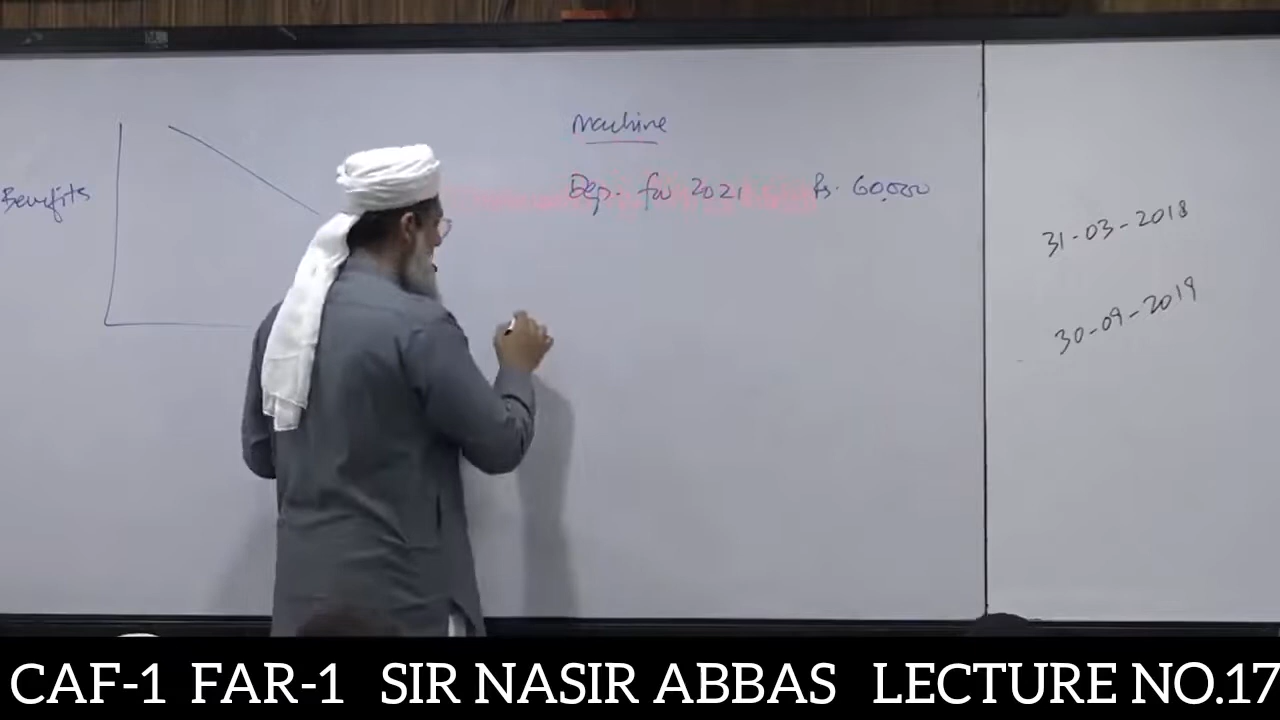 Benefits
Machine
Dep. for 2021 Rs. 60,000
31-03-2018
30-09-2019
CAF-1 FAR-1 SIR NASIR ABBAS LECTURE NO.17